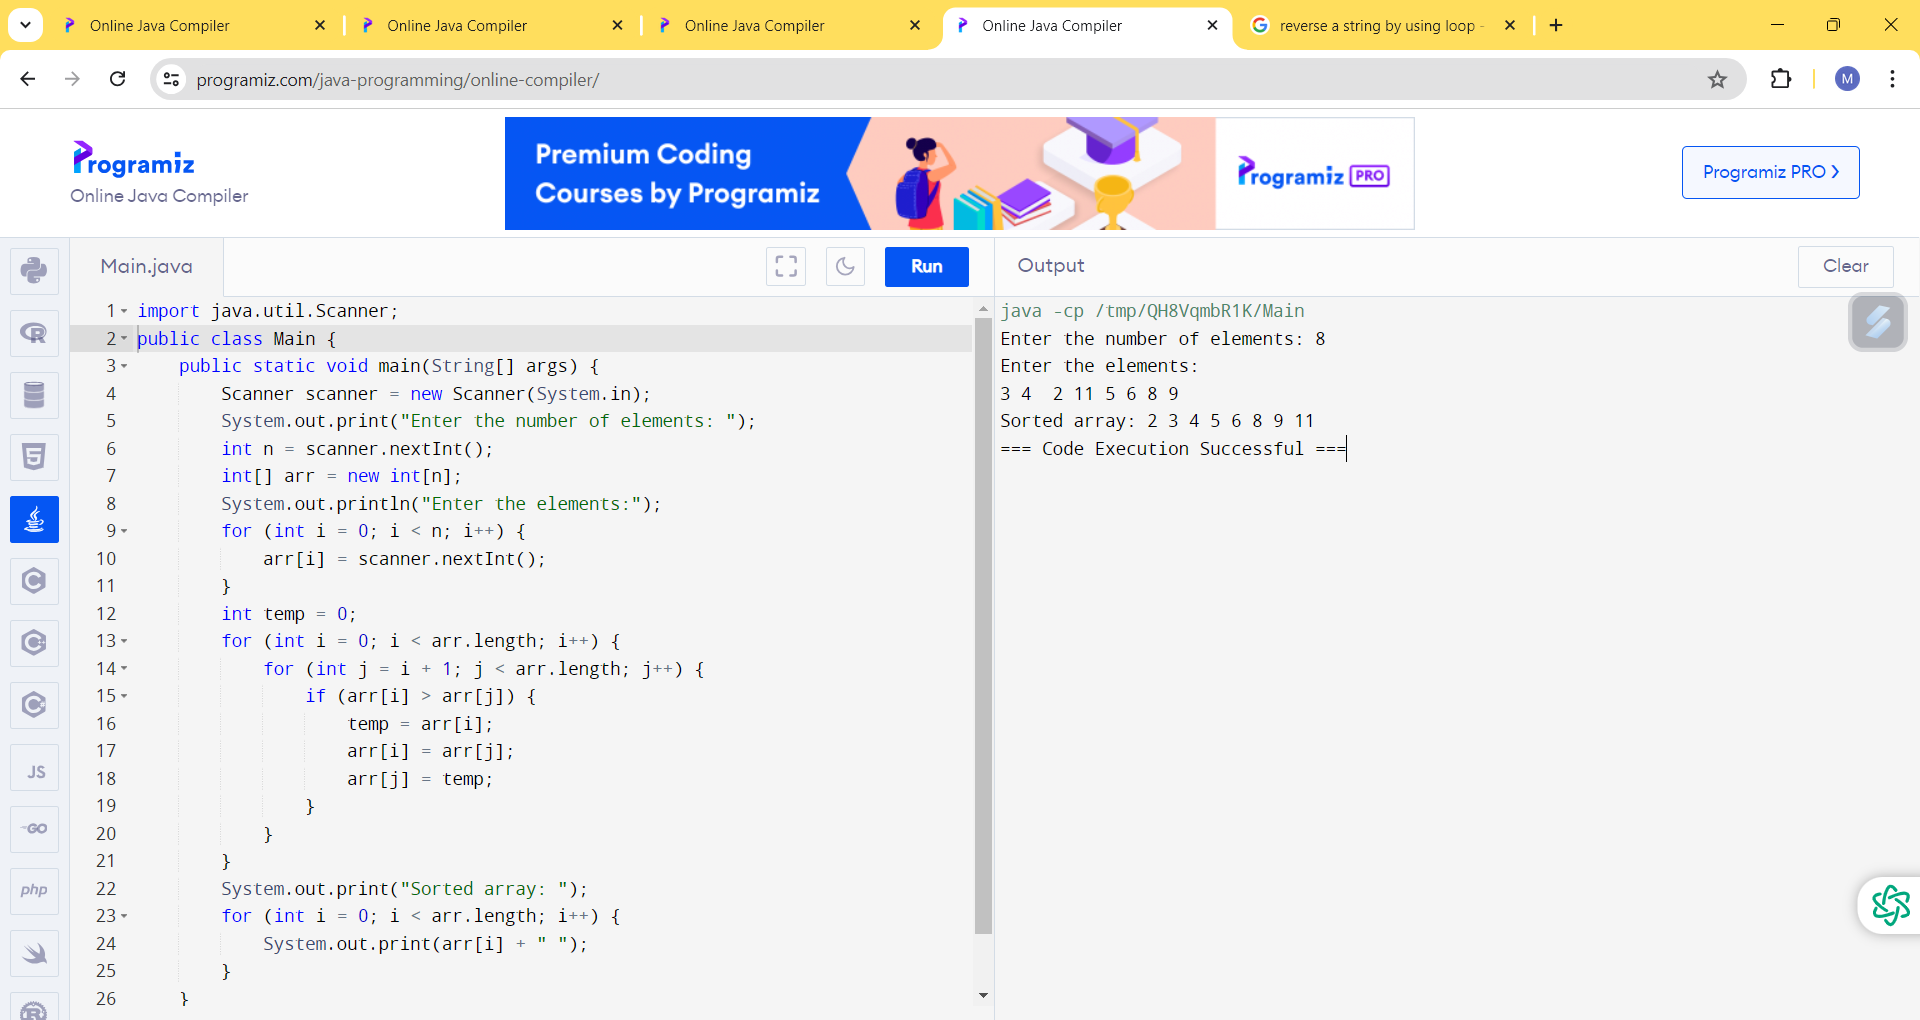 Online Java Compiler
Online Java Compiler
Online Java Compiler
Online Java Compiler
reverse a string by using loop -
programiz.com/java-programming/online-compiler/
M
Programiz
Online Java Compiler
Premium Coding
Courses by Programiz
Programiz PRO
Programiz PRO
Main.java
Run
Output
Clear
1 import java.util.Scanner;
2 public class Main {
3     public static void main(String[] args) {
4         Scanner scanner = new Scanner(System.in);
5         System.out.print("Enter the number of elements: ");
6         int n = scanner.nextInt();
7         int[] arr = new int[n];
8         System.out.println("Enter the elements:");
9         for (int i = 0; i < n; i++) {
10             arr[i] = scanner.nextInt();
11         }
12         int temp = 0;
13         for (int i = 0; i < arr.length; i++) {
14             for (int j = i + 1; j < arr.length; j++) {
15                 if (arr[i] > arr[j]) {
16                     temp = arr[i];
17                     arr[i] = arr[j];
18                     arr[j] = temp;
19                 }
20             }
21         }
22         System.out.print("Sorted array: ");
23         for (int i = 0; i < arr.length; i++) {
24             System.out.print(arr[i] + " ");
25         }
26     }
java -cp /tmp/QH8VqmbR1K/Main
Enter the number of elements: 8
Enter the elements:
3 4  2 11 5 6 8 9
Sorted array: 2 3 4 5 6 8 9 11
=== Code Execution Successful ===
R
5
C
C
C
JS
GO
php
R